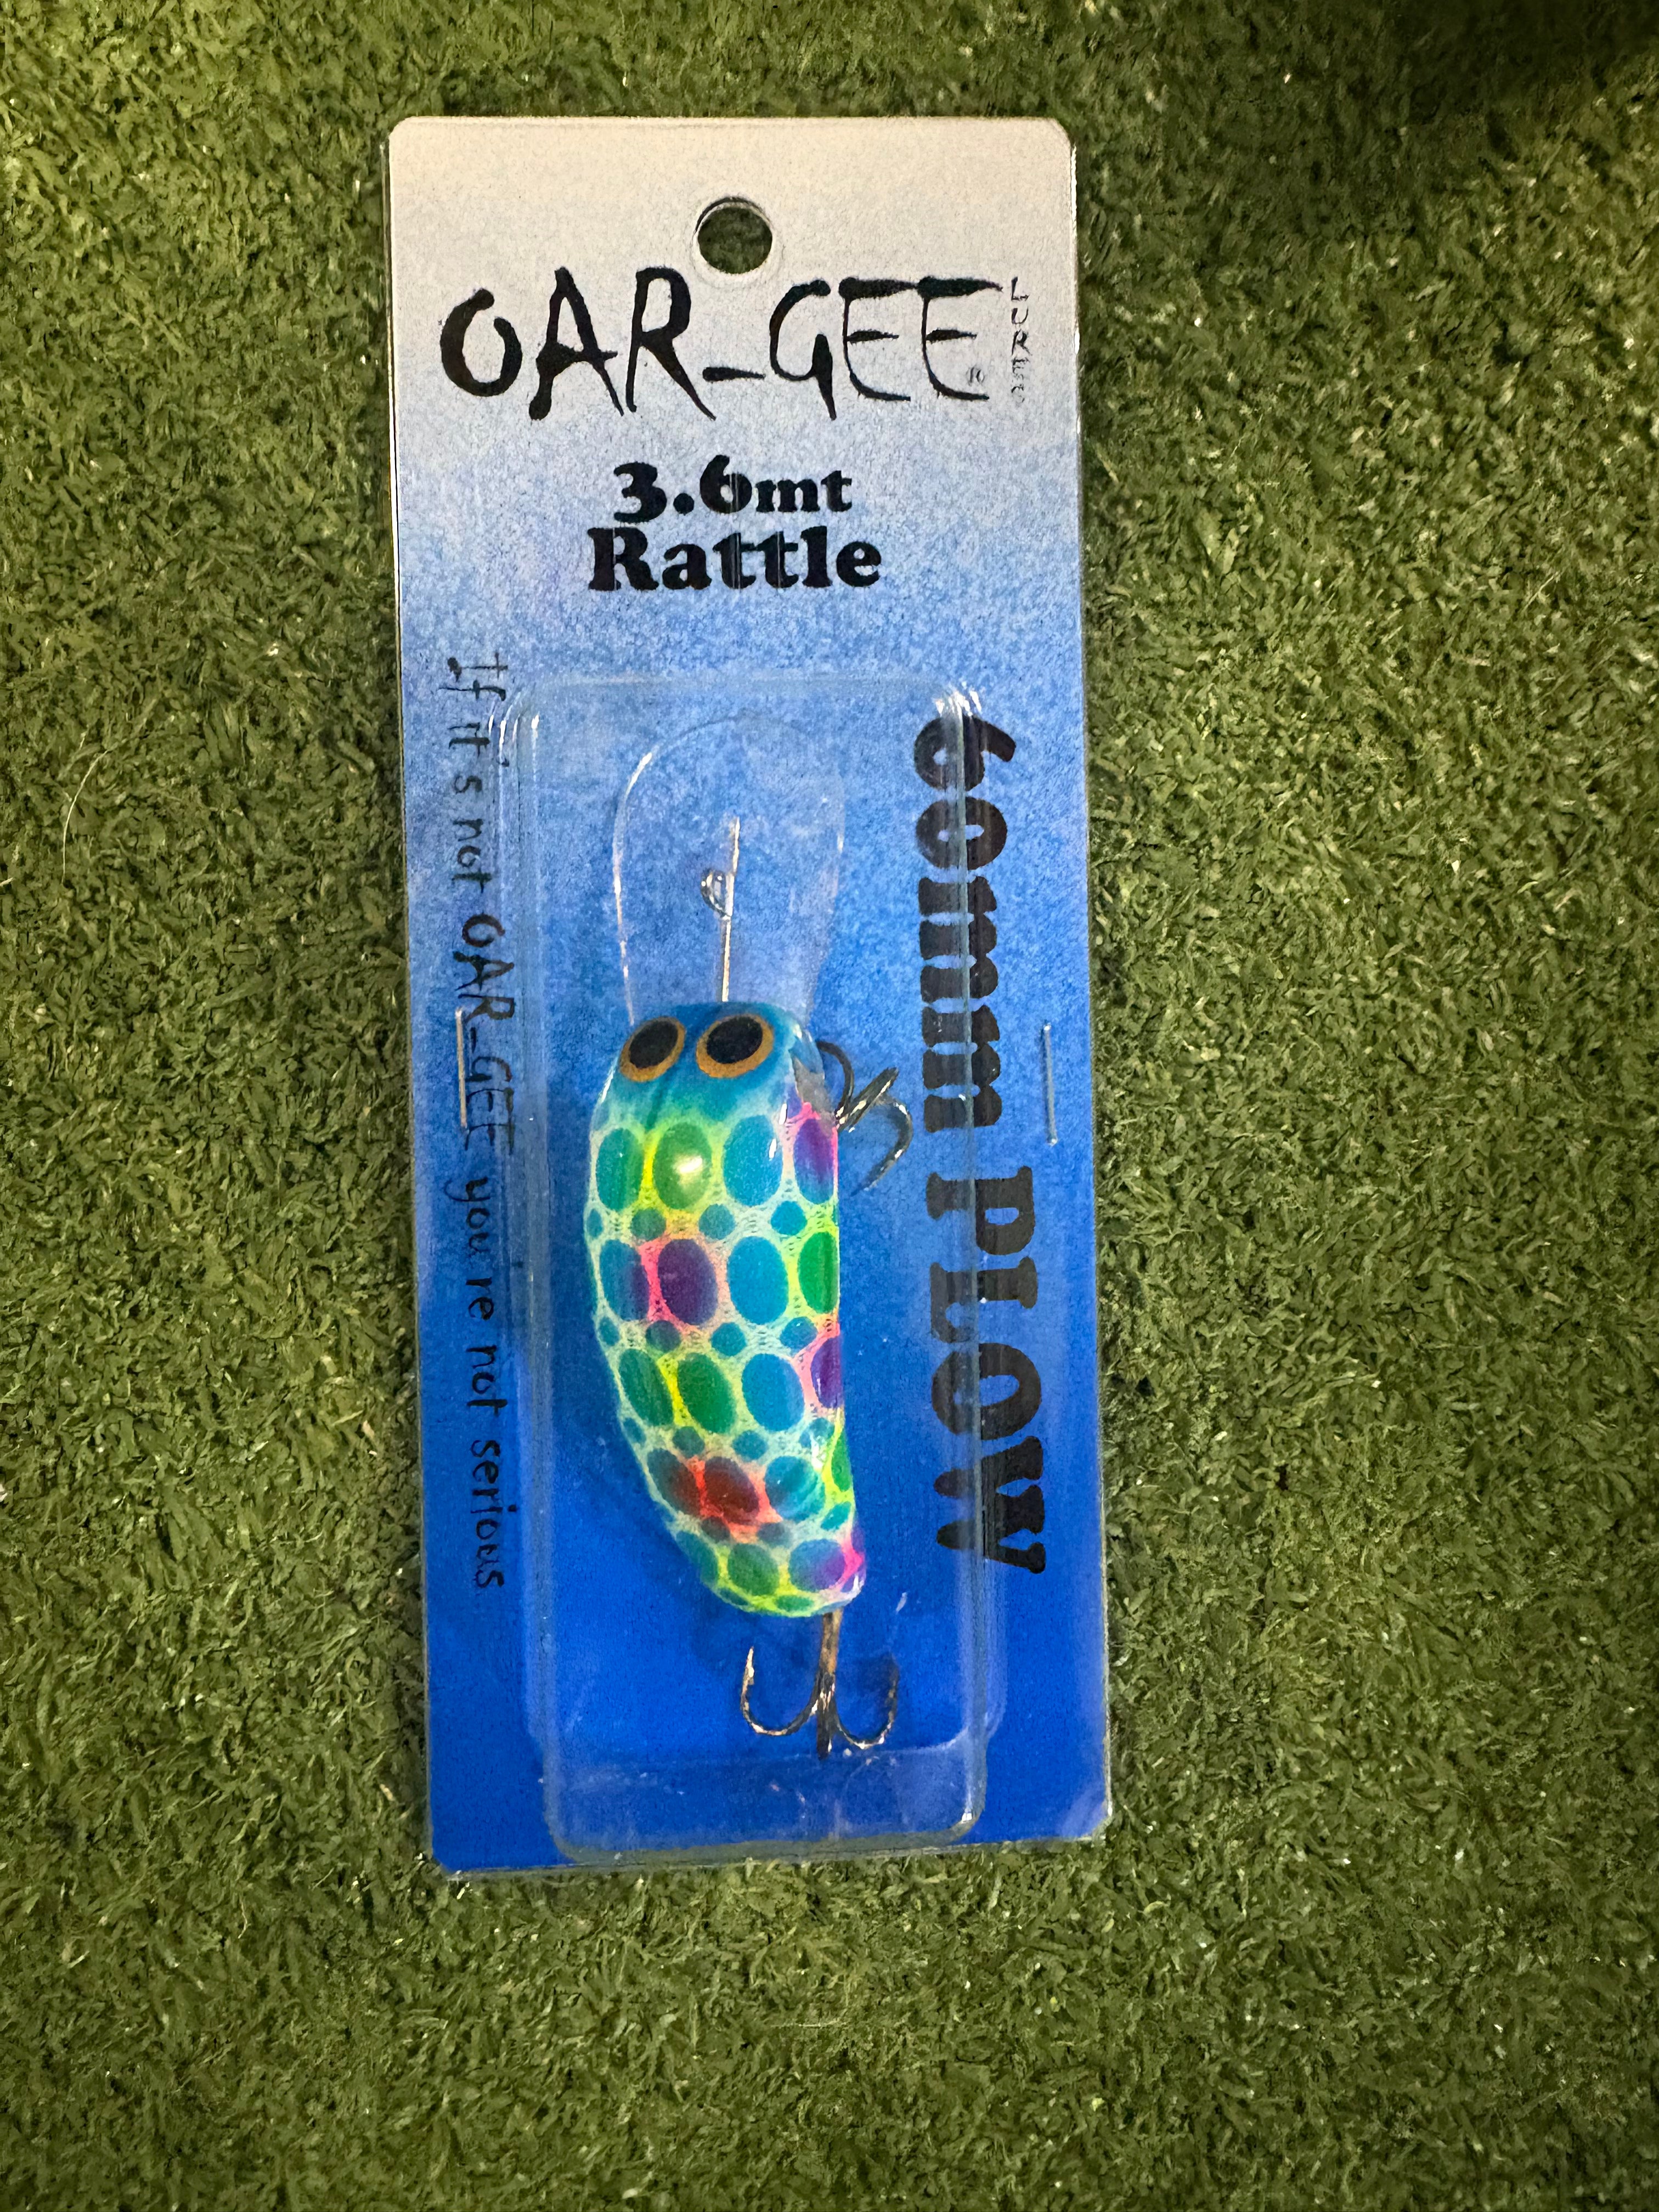 OAR-GEE®
LURES
3.6mt
Rattle
If it's not OAR-GEE you're not serious
60mm PLOW